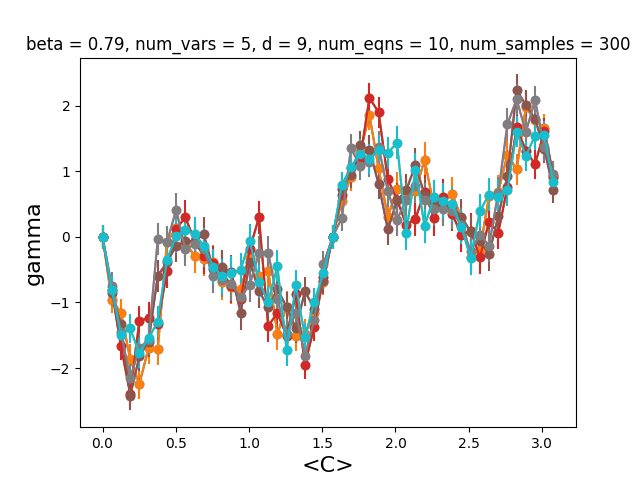 beta = 0.79, num_vars = 5, d = 9, num_eqns = 10, num_samples = 300
2
1
0
−1
−2
gamma
0.0 0.5 1.0 1.5 2.0 2.5 3.0
<C>